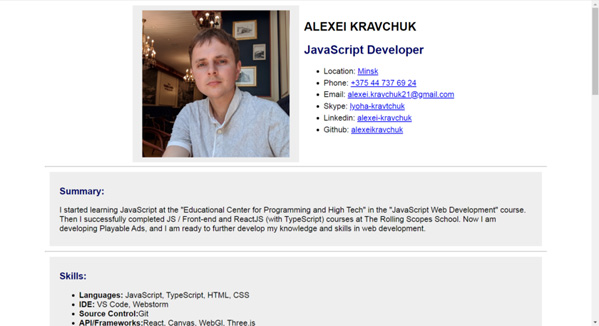 ALEXEI KRAVCHUK
JavaScript Developer
Location: Minsk
Phone: +375 44 737 69 24
Email: alexei.kravchuk21@gmail.com
Skype: lyoha-kravtchuk
Linkedin: alexei-kravchuk
Github: alexeikravchuk
Summary:
I started learning JavaScript at the "Educational Center for Programming and High Tech" in the "JavaScript Web Development" course.
Then I successfully completed JS / Front-end and ReactJS (with TypeScript) courses at The Rolling Scopes School. Now I am
developing Playable Ads, and I am ready to further develop my knowledge and skills in web development.
Skills:
Languages: JavaScript, TypeScript, HTML, CSS
IDE: VS Code, Webstorm
Source Control:Git
API/Frameworks:React, Canvas, WebGl, Three.js